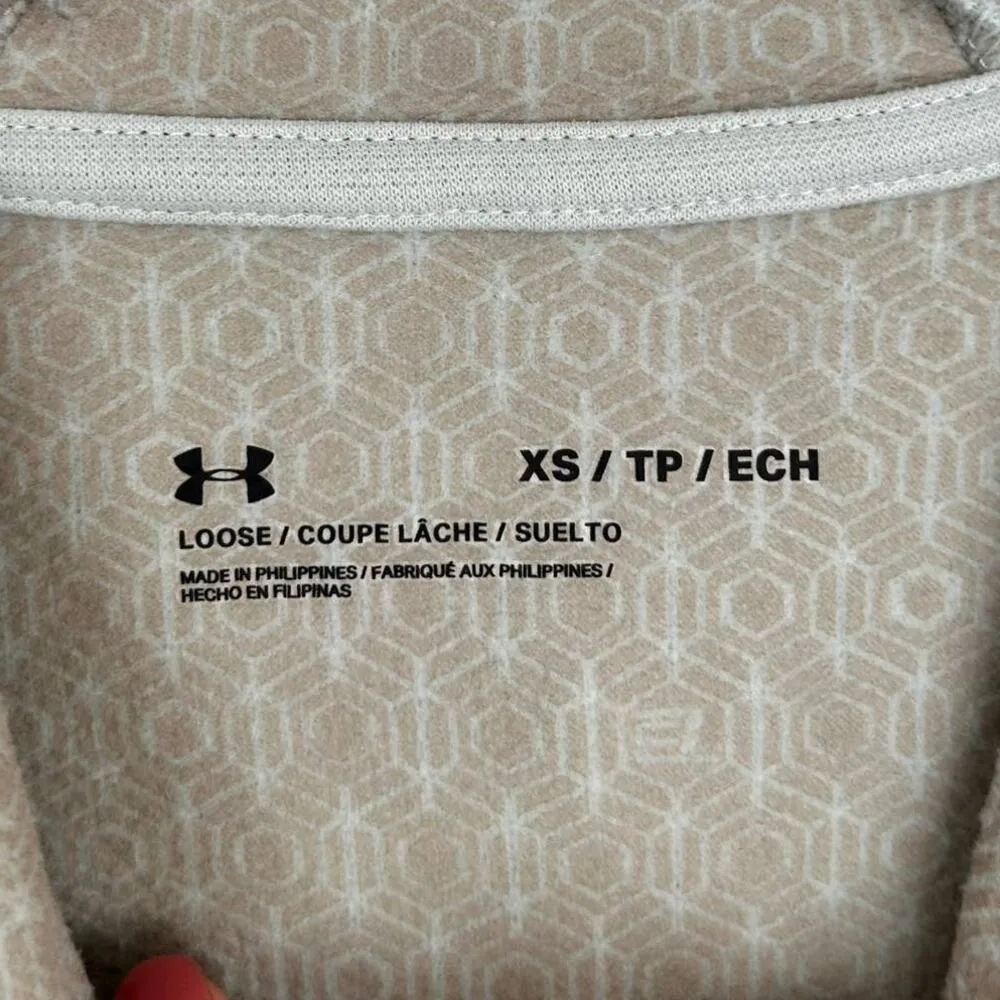 XS / TP / ECH
LOOSE / COUPE LÂCHE / SUELTO
MADE IN PHILIPPINES / FABRIQUÉ AUX PHILIPPINES /
HECHO EN FILIPINAS